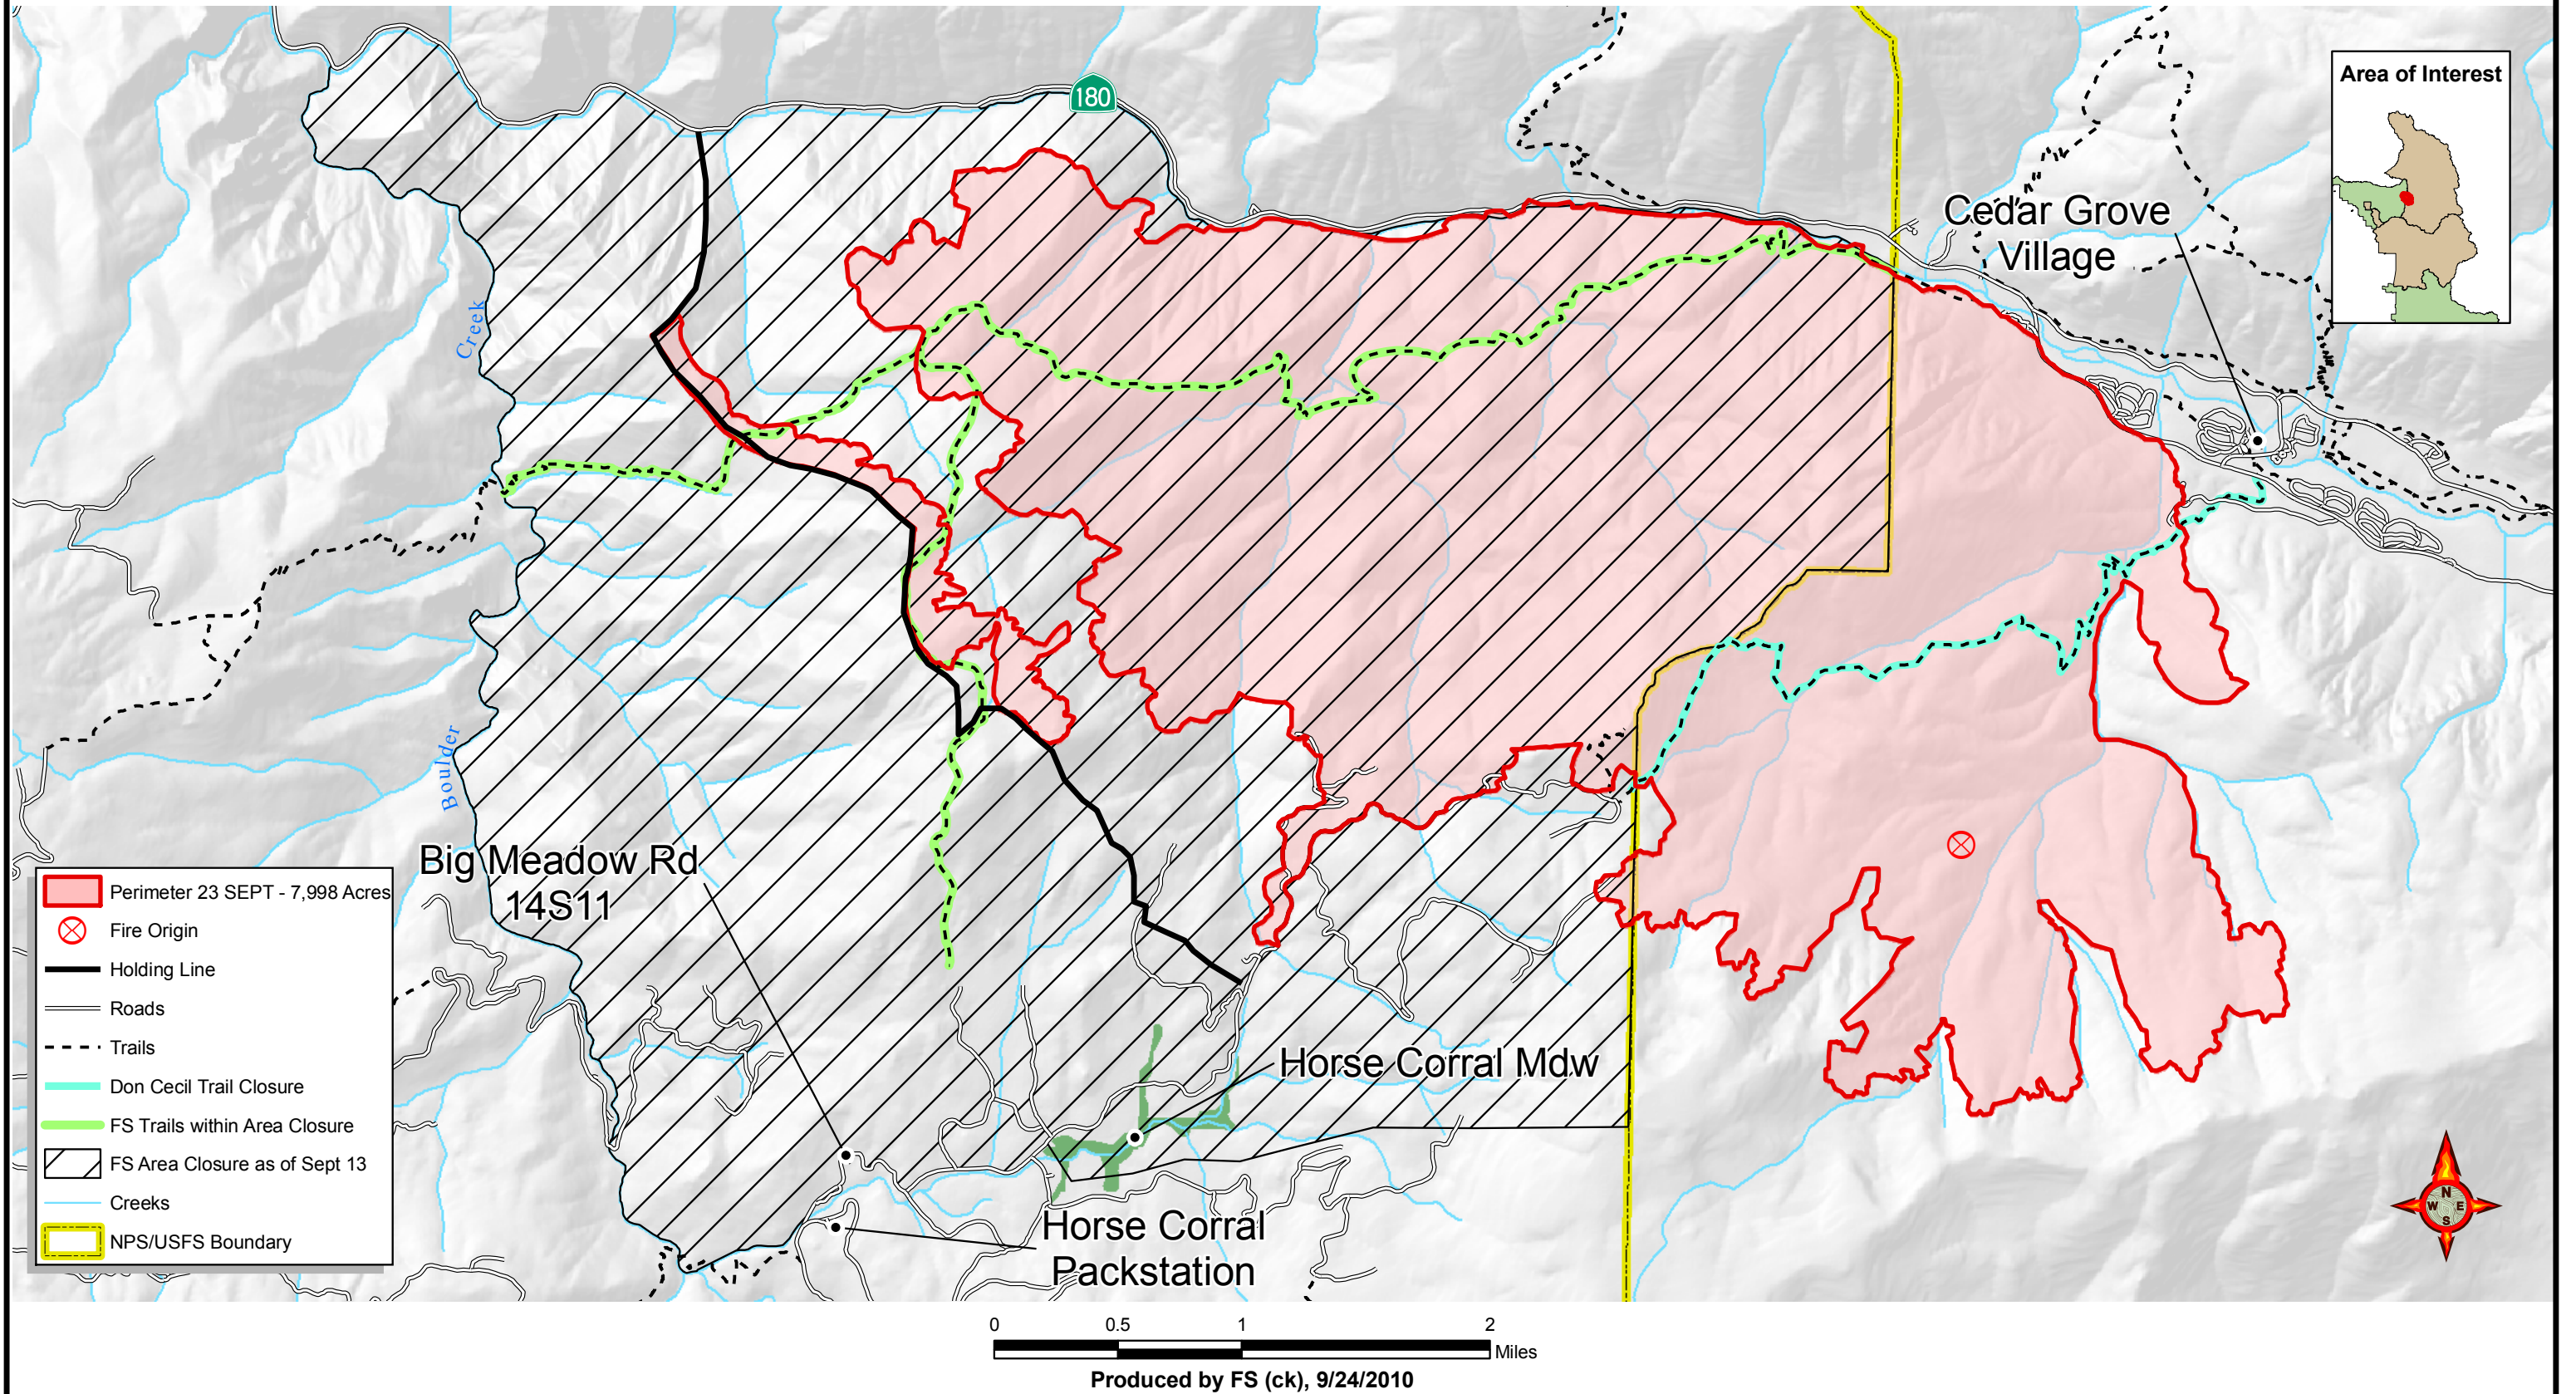 180
Area of Interest
Cedar Grove
Village
Creek
Boulder
Big Meadow Rd
14S11
Perimeter 23 SEPT - 7,998 Acres
Fire Origin
Holding Line
Roads
Trails
Don Cecil Trail Closure
FS Trails within Area Closure
FS Area Closure as of Sept 13
Creeks
NPS/USFS Boundary
Horse Corral Mdw
Horse Corral
Packstation
N
W E
S
0 0.5 1 2
Miles
Produced by FS (ck), 9/24/2010